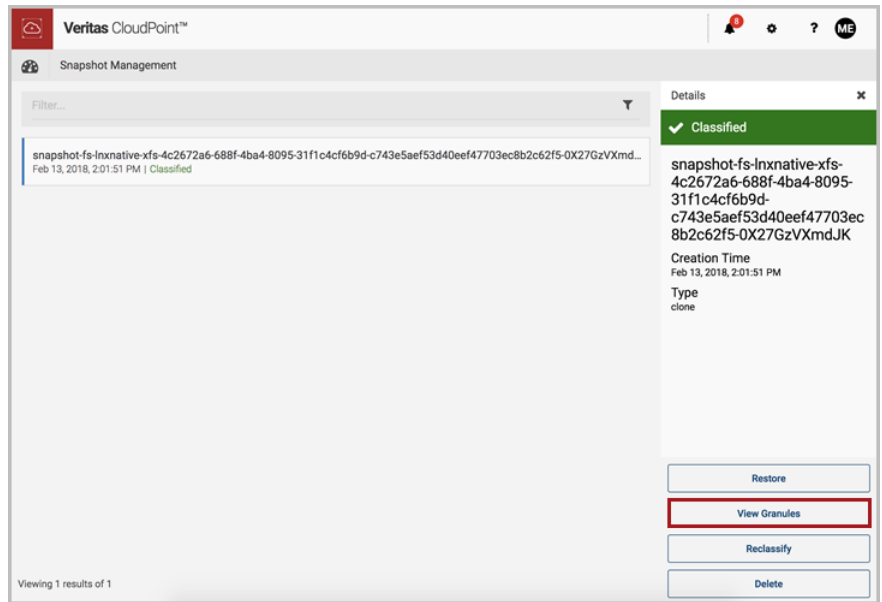 Veritas CloudPoint™
8
?
ME
Snapshot Management
Filter...
snapshot-fs-lnxnative-xfs-4c2672a6-688f-4ba4-8095-31f1c4cf6b9d-c743e5aef53d40eef47703ec8b2c62f5-0X27GzVXmd...
Feb 13, 2018, 2:01:51 PM | Classified
Viewing 1 results of 1
Details
Classified
snapshot-fs-lnxnative-xfs-
4c2672a6-688f-4ba4-8095-
31f1c4cf6b9d-
c743e5aef53d40eef47703ec
8b2c62f5-0X27GzVXmdJK
Creation Time
Feb 13, 2018, 2:01:51 PM
Type
clone
Restore
View Granules
Reclassify
Delete